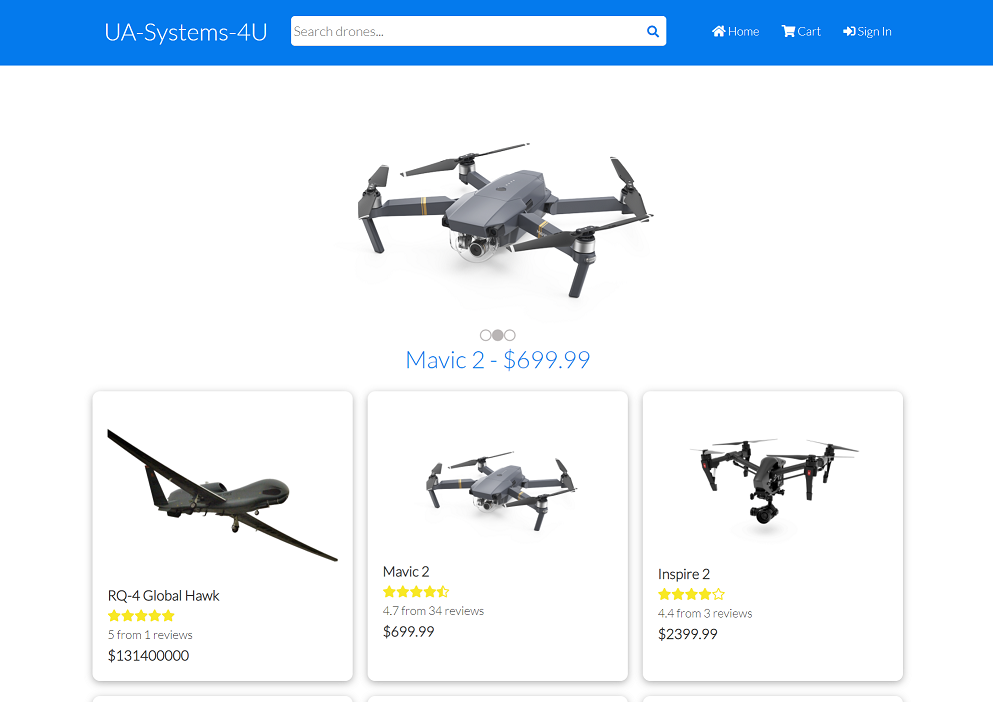 UA-Systems-4U
Search drones...
Home
Cart
Sign In
Mavic 2 - $699.99
RQ-4 Global Hawk
5 from 1 reviews
$131400000
Mavic 2
4.7 from 34 reviews
$699.99
Inspire 2
4.4 from 3 reviews
$2399.99